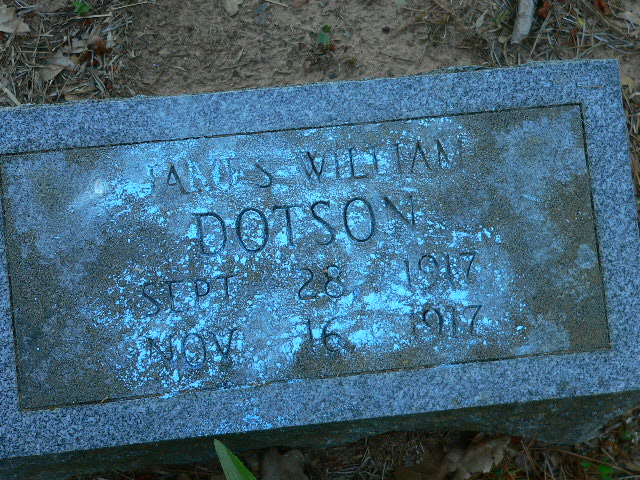 JAMES WILLIAM
DOTSON
SEPT 28, 1917
NOV 16, 1917